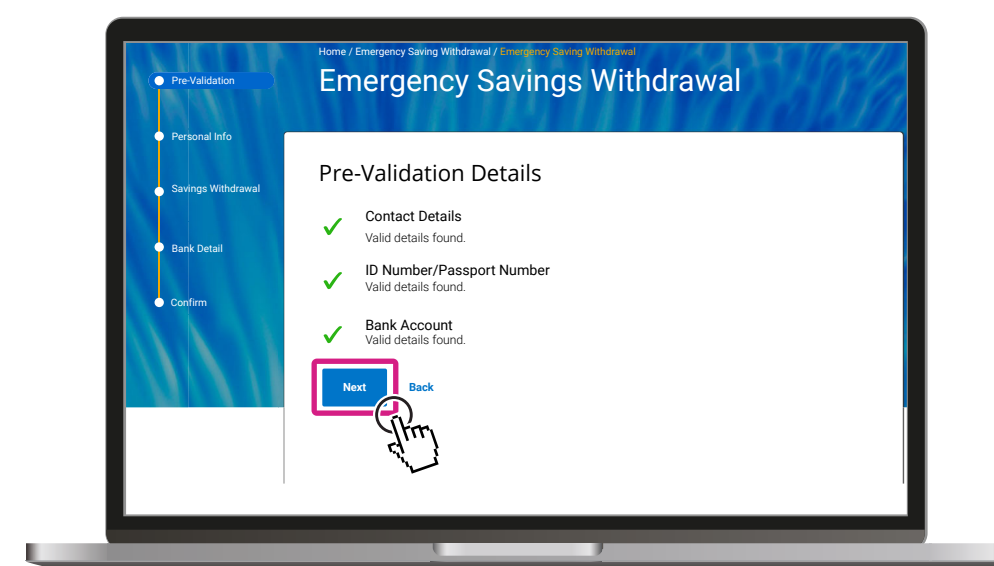 Home / Emergency Saving Withdrawal / Emergency Saving Withdrawal
Emergency Savings Withdrawal
Pre-Validation
Personal Info
Savings Withdrawal
Bank Detail
Confirm
Pre-Validation Details
Contact Details
Valid details found.
ID Number/Passport Number
Valid details found.
Bank Account
Valid details found.
Next Back